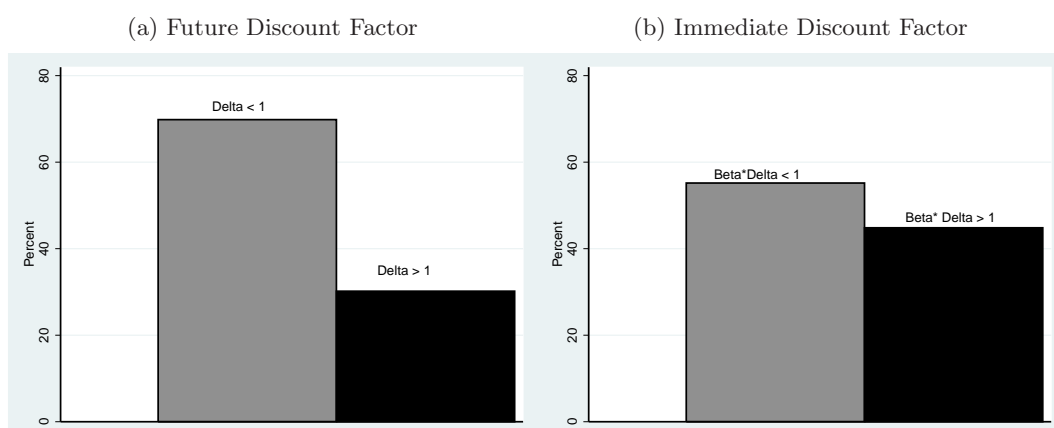 (a) Future Discount Factor
Percent
80
60
40
20
0
Delta < 1
Delta > 1
(b) Immediate Discount Factor
Percent
80
60
40
20
0
Beta*Delta < 1
Beta* Delta > 1